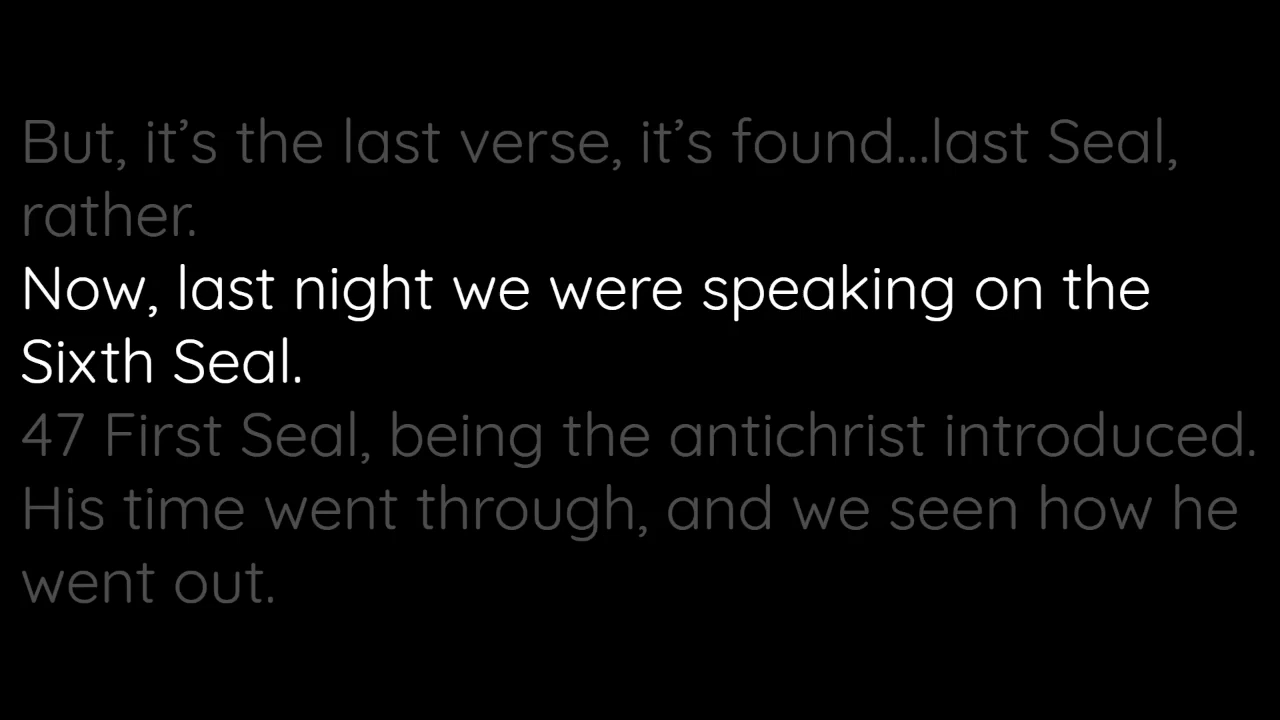 But, it’s the last verse, it’s found...last Seal,
rather.
Now, last night we were speaking on the
Sixth Seal.
47 First Seal, being the antichrist introduced.
His time went through, and we seen how he
went out.